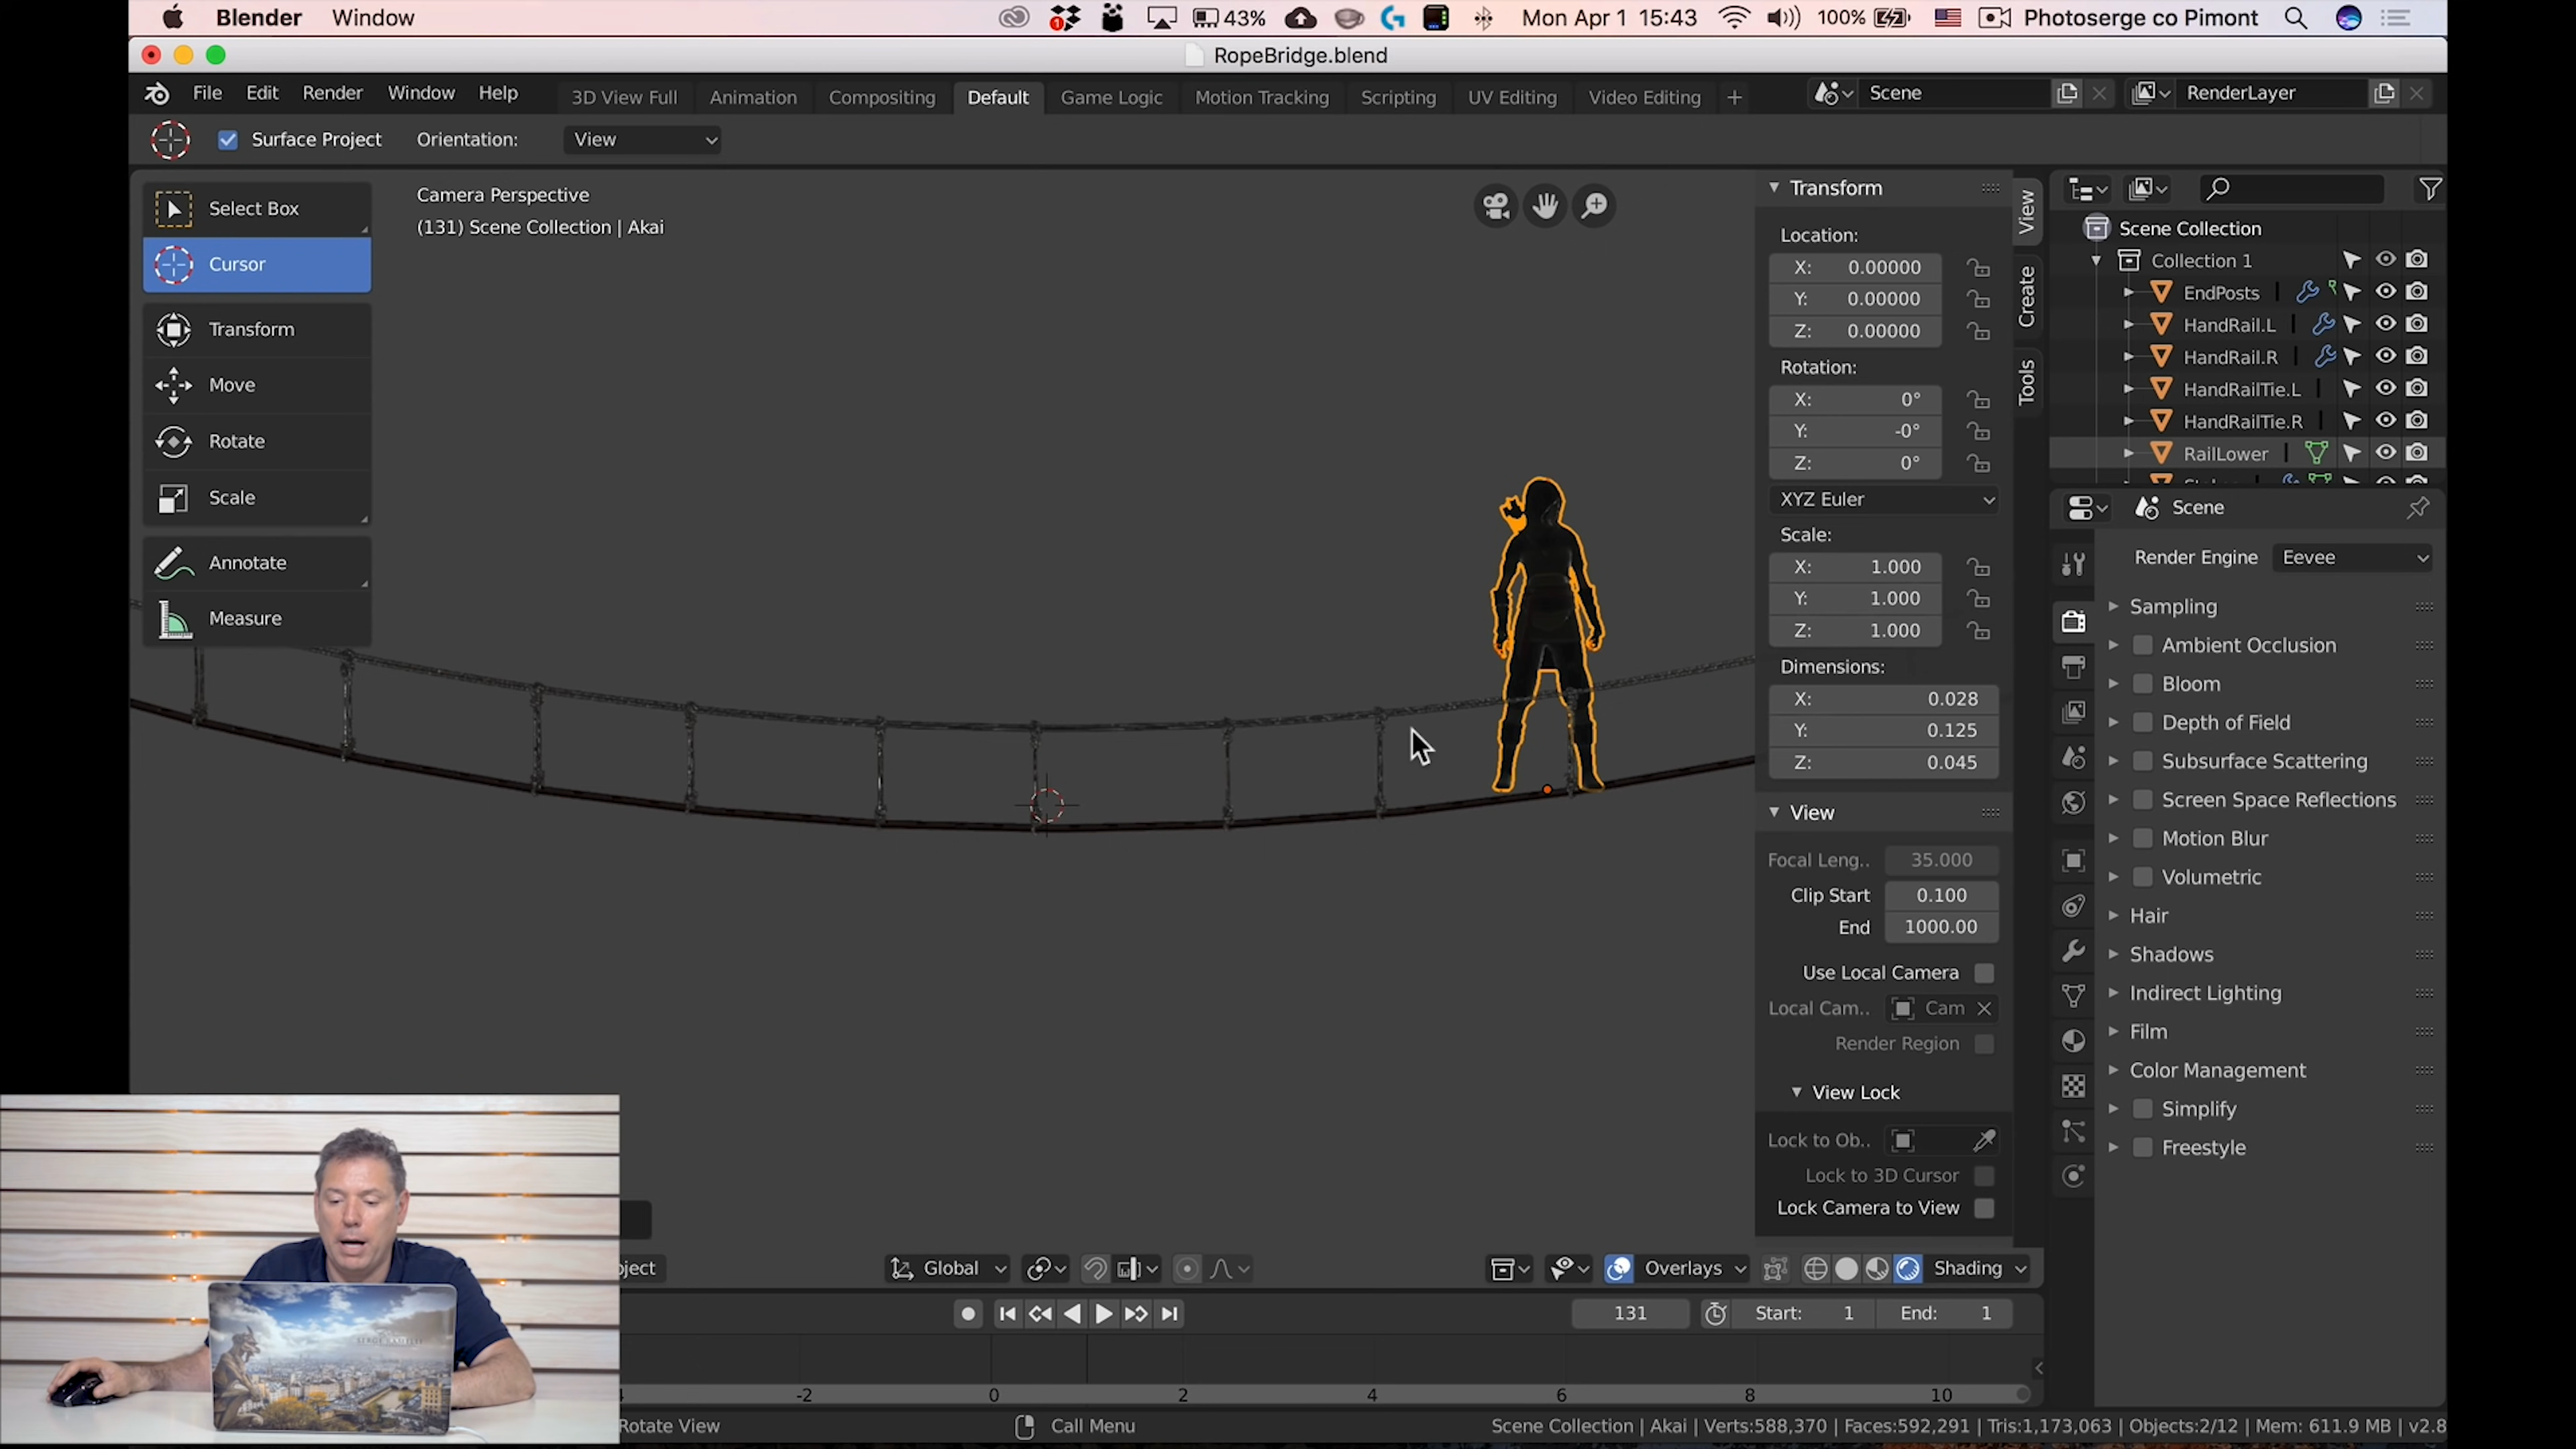 Blender Window 43% Mon Apr 1 15:43 100% Photoserge co Pimont
RopeBridge.blend
File Edit Render Window Help 3D View Full Animation Compositing Default Game Logic Motion Tracking Scripting UV Editing Video Editing + Scene RenderLayer
Surface Project Orientation: View
Camera Perspective
(131) Scene Collection | Akai
Select Box
Cursor
Transform
Move
Rotate
Scale
Annotate
Measure
Transform
Location:
X: 0.00000
Y: 0.00000
Z: 0.00000
Rotation:
X: 0°
Y: -0°
Z: 0°
XYZ Euler
Scale:
X: 1.000
Y: 1.000
Z: 1.000
Dimensions:
X: 0.028
Y: 0.125
Z: 0.045
View
Focal Leng.. 35.000
Clip Start 0.100
End 1000.00
Use Local Camera
Local Cam.. Cam
Render Region
View Lock
Lock to Ob..
Lock to 3D Cursor
Lock Camera to View
View
Create
Tools
Scene Collection
Collection 1
EndPosts
HandRail.L
HandRail.R
HandRailTie.L
HandRailTie.R
RailLower
Scene
Render Engine Eevee
Sampling
Ambient Occlusion
Bloom
Depth of Field
Subsurface Scattering
Screen Space Reflections
Motion Blur
Volumetric
Hair
Shadows
Indirect Lighting
Film
Color Management
Simplify
Freestyle
ject Global Overlays Shading
131 Start: 1 End: 1
-2 0 2 4 6 8 10
Rotate View Call Menu Scene Collection | Akai | Verts:588,370 | Faces:592,291 | Tris:1,173,063 | Objects:2/12 | Mem: 611.9 MB | v2.8